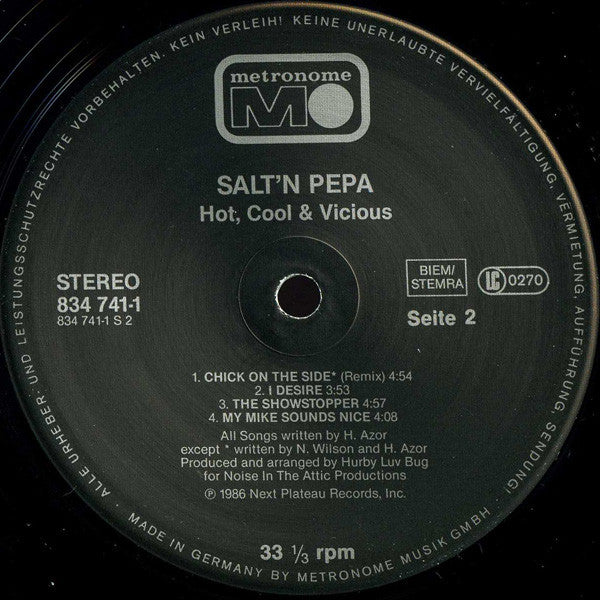 ALLE URHEBER- UND LEISTUNGSSCHUTZRECHTE VORBEHALTEN. KEIN VERLEIH! KEINE UNERLAUBTE VERVIELFÄLTIGUNG, VERMIETUNG, AUFFÜHRUNG, SENDUNG!
metronome
M
SALT'N PEPA
Hot, Cool & Vicious
STEREO
834 741-1
834 741-1 S 2
BIEM/
STEMRA
LC 0270
Seite 2
1. CHICK ON THE SIDE* (Remix) 4:54
2. I DESIRE 3:53
3. THE SHOWSTOPPER 4:57
4. MY MIKE SOUNDS NICE 4:08
All Songs written by H. Azor
except * written by N. Wilson and H. Azor
Produced and arranged by Hurby Luv Bug
for Noise In The Attic Productions
℗ 1986 Next Plateau Records, Inc.
33 ⅓ rpm
MADE IN GERMANY BY METRONOME MUSIK GMBH